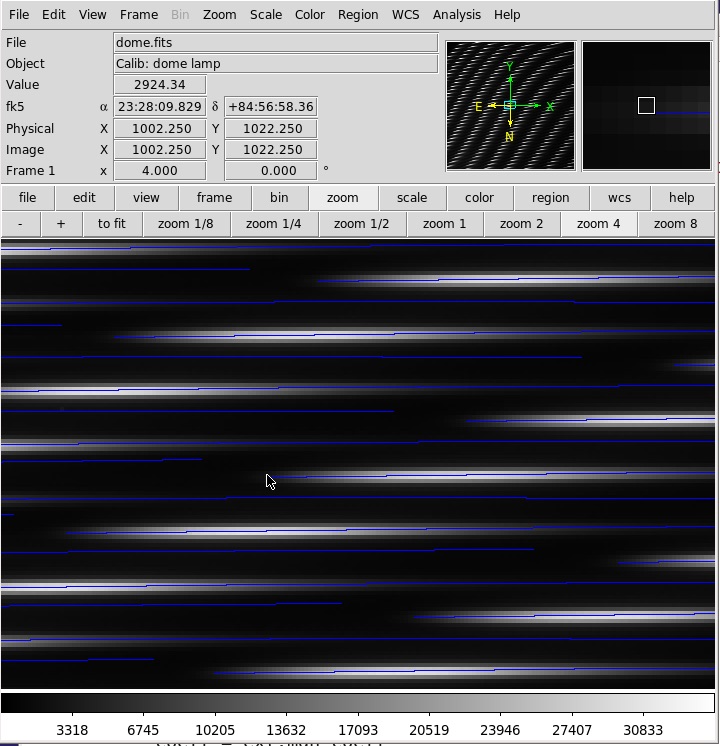 File Edit View Frame Bin Zoom Scale Color Region WCS Analysis Help
File dome.fits
Object Calib: dome lamp
Value 2924.34
fk5 α 23:28:09.829 δ +84:56:58.36
Physical X 1002.250 Y 1022.250
Image X 1002.250 Y 1022.250
Frame 1 x 4.000 0.000 °
Y
E X
N
file edit view frame bin zoom scale color region wcs help
- + to fit zoom 1/8 zoom 1/4 zoom 1/2 zoom 1 zoom 2 zoom 4 zoom 8
3318 6745 10205 13632 17093 20519 23946 27407 30833